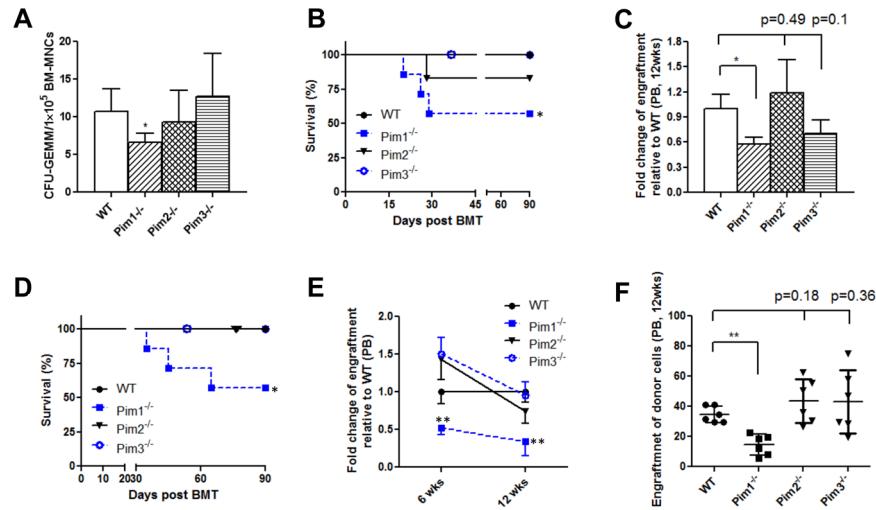 A
CFU-GEMM/1×10⁵ BM-MNCs
20
15
10
5
0
*
WT
Pim1-/-
Pim2-/-
Pim3-/-
B
Survival (%)
100
75
50
25
0
WT
Pim1⁻/⁻
Pim2⁻/⁻
Pim3⁻/⁻
*
0 15 30 45 60 90
Days post BMT
C
p=0.49 p=0.1
Fold change of engraftment
relative to WT (PB, 12wks)
1.8
1.5
1.2
0.9
0.6
0.3
0.0
*
WT
Pim1⁻/⁻
Pim2⁻/⁻
Pim3⁻/⁻
D
Survival (%)
100
75
50
25
0
WT
Pim1⁻/⁻
Pim2⁻/⁻
Pim3⁻/⁻
*
0 10 20 30 60 90
Days post BMT
E
Fold change of engraftment
relative to WT (PB)
2.0
1.5
1.0
0.5
0.0
WT
Pim1⁻/⁻
Pim2⁻/⁻
Pim3⁻/⁻
**
**
6 wks
12 wks
F
p=0.18 p=0.36
Engraftmnet of donor cells (PB, 12wks)
100
80
60
40
20
0
**
WT
Pim1⁻/⁻
Pim2⁻/⁻
Pim3⁻/⁻